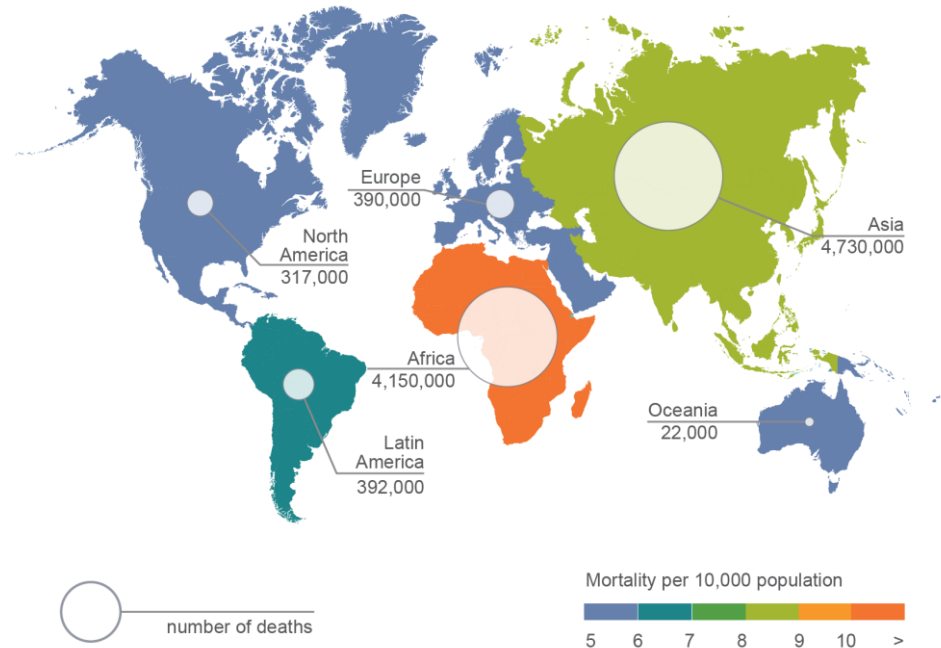 Europe
390,000
Asia
4,730,000
North
America
317,000
Africa
4,150,000
Oceania
22,000
Latin
America
392,000
Mortality per 10,000 population
number of deaths
5 6 7 8 9 10 >